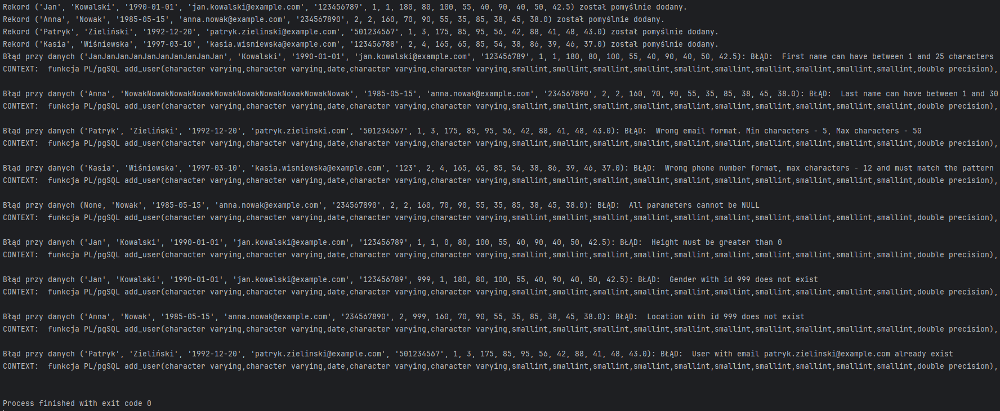 Rekord ('Jan', 'Kowalski', '1990-01-01', 'jan.kowalski@example.com', '123456789', 1, 1, 180, 80, 100, 55, 40, 90, 40, 50, 42.5) został pomyślnie dodany.
Rekord ('Anna', 'Nowak', '1985-05-15', 'anna.nowak@example.com', '234567890', 2, 2, 160, 70, 90, 55, 35, 85, 38, 45, 38.0) został pomyślnie dodany.
Rekord ('Patryk', 'Zieliński', '1992-12-20', 'patryk.zielinski@example.com', '501234567', 1, 3, 175, 85, 95, 56, 42, 88, 41, 48, 43.0) został pomyślnie dodany.
Rekord ('Kasia', 'Wiśniewska', '1997-03-10', 'kasia.wisniewska@example.com', '123456788', 2, 4, 165, 65, 85, 54, 38, 86, 39, 46, 37.0) został pomyślnie dodany.
Błąd przy danych ('JanJanJanJanJanJanJanJanJanJan', 'Kowalski', '1990-01-01', 'jan.kowalski@example.com', '123456789', 1, 1, 180, 80, 100, 55, 40, 90, 40, 50, 42.5): BŁĄD:  First name can have between 1 and 25 characters
CONTEXT:  funkcja PL/pgSQL add_user(character varying,character varying,date,character varying,character varying,smallint,smallint,smallint,smallint,smallint,smallint,smallint,smallint,smallint,smallint,double precision),
Błąd przy danych ('Anna', 'NowakNowakNowakNowakNowakNowakNowakNowakNowakNowak', '1985-05-15', 'anna.nowak@example.com', '234567890', 2, 2, 160, 70, 90, 55, 35, 85, 38, 45, 38.0): BŁĄD:  Last name can have between 1 and 30
CONTEXT:  funkcja PL/pgSQL add_user(character varying,character varying,date,character varying,character varying,smallint,smallint,smallint,smallint,smallint,smallint,smallint,smallint,smallint,smallint,double precision),
Błąd przy danych ('Patryk', 'Zieliński', '1992-12-20', 'patryk.zielinski.com', '501234567', 1, 3, 175, 85, 95, 56, 42, 88, 41, 48, 43.0): BŁĄD:  Wrong email format. Min characters - 5, Max characters - 50
CONTEXT:  funkcja PL/pgSQL add_user(character varying,character varying,date,character varying,character varying,smallint,smallint,smallint,smallint,smallint,smallint,smallint,smallint,smallint,smallint,double precision),
Błąd przy danych ('Kasia', 'Wiśniewska', '1997-03-10', 'kasia.wisniewska@example.com', '123', 2, 4, 165, 65, 85, 54, 38, 86, 39, 46, 37.0): BŁĄD:  Wrong phone number format, max characters - 12 and must match the pattern
CONTEXT:  funkcja PL/pgSQL add_user(character varying,character varying,date,character varying,character varying,smallint,smallint,smallint,smallint,smallint,smallint,smallint,smallint,smallint,smallint,double precision),
Błąd przy danych (None, 'Nowak', '1985-05-15', 'anna.nowak@example.com', '234567890', 2, 2, 160, 70, 90, 55, 35, 85, 38, 45, 38.0): BŁĄD:  All parameters cannot be NULL
CONTEXT:  funkcja PL/pgSQL add_user(character varying,character varying,date,character varying,character varying,smallint,smallint,smallint,smallint,smallint,smallint,smallint,smallint,smallint,smallint,double precision),
Błąd przy danych ('Jan', 'Kowalski', '1990-01-01', 'jan.kowalski@example.com', '123456789', 1, 1, 0, 80, 100, 55, 40, 90, 40, 50, 42.5): BŁĄD:  Height must be greater than 0
CONTEXT:  funkcja PL/pgSQL add_user(character varying,character varying,date,character varying,character varying,smallint,smallint,smallint,smallint,smallint,smallint,smallint,smallint,smallint,smallint,double precision),
Błąd przy danych ('Jan', 'Kowalski', '1990-01-01', 'jan.kowalski@example.com', '123456789', 999, 1, 180, 80, 100, 55, 40, 90, 40, 50, 42.5): BŁĄD:  Gender with id 999 does not exist
CONTEXT:  funkcja PL/pgSQL add_user(character varying,character varying,date,character varying,character varying,smallint,smallint,smallint,smallint,smallint,smallint,smallint,smallint,smallint,smallint,double precision),
Błąd przy danych ('Anna', 'Nowak', '1985-05-15', 'anna.nowak@example.com', '234567890', 2, 999, 160, 70, 90, 55, 35, 85, 38, 45, 38.0): BŁĄD:  Location with id 999 does not exist
CONTEXT:  funkcja PL/pgSQL add_user(character varying,character varying,date,character varying,character varying,smallint,smallint,smallint,smallint,smallint,smallint,smallint,smallint,smallint,smallint,double precision),
Błąd przy danych ('Patryk', 'Zieliński', '1992-12-20', 'patryk.zielinski@example.com', '501234567', 1, 3, 175, 85, 95, 56, 42, 88, 41, 48, 43.0): BŁĄD:  User with email patryk.zielinski@example.com already exist
CONTEXT:  funkcja PL/pgSQL add_user(character varying,character varying,date,character varying,character varying,smallint,smallint,smallint,smallint,smallint,smallint,smallint,smallint,smallint,smallint,double precision),
Process finished with exit code 0